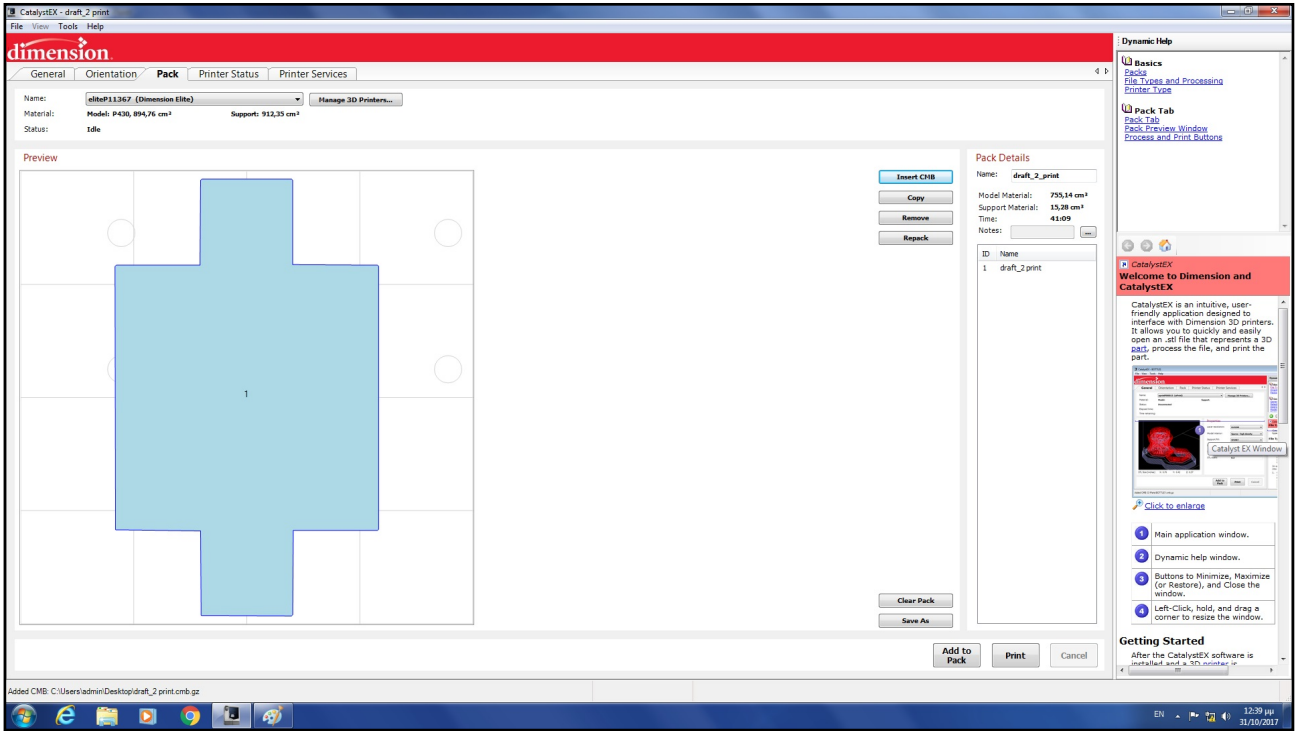 CatalystEX - draft_2 print
File View Tools Help
dimension
General Orientation Pack Printer Status Printer Services
Name: eliteP11367 (Dimension Elite) Manage 3D Printers...
Material: Model: P430, 894,76 cm³ Support: 912,35 cm³
Status: Idle
Preview
1
Insert CMB
Copy
Remove
Repack
Clear Pack
Save As
Pack Details
Name: draft_2_print
Model Material: 755,14 cm³
Support Material: 15,28 cm³
Time: 41:09
Notes: ...
ID Name
1 draft_2 print
Add to Pack Print Cancel
Dynamic Help
Basics
Packs
File Types and Processing
Printer Type
Pack Tab
Pack Tab
Pack Preview Window
Process and Print Buttons
CatalystEX
Welcome to Dimension and
CatalystEX
CatalystEX is an intuitive, user-
friendly application designed to
interface with Dimension 3D printers.
It allows you to quickly and easily
open an .stl file that represents a 3D
part, process the file, and print the
part.
Catalyst EX Window
Click to enlarge
1 Main application window.
2 Dynamic help window.
3 Buttons to Minimize, Maximize
(or Restore), and Close the
window.
4 Left-Click, hold, and drag a
corner to resize the window.
Getting Started
After the CatalystEX software is
installed and a 3D printer is
Added CMB: C:\Users\admin\Desktop\draft_2 print.cmb.gz
EN 12:39 μμ
31/10/2017